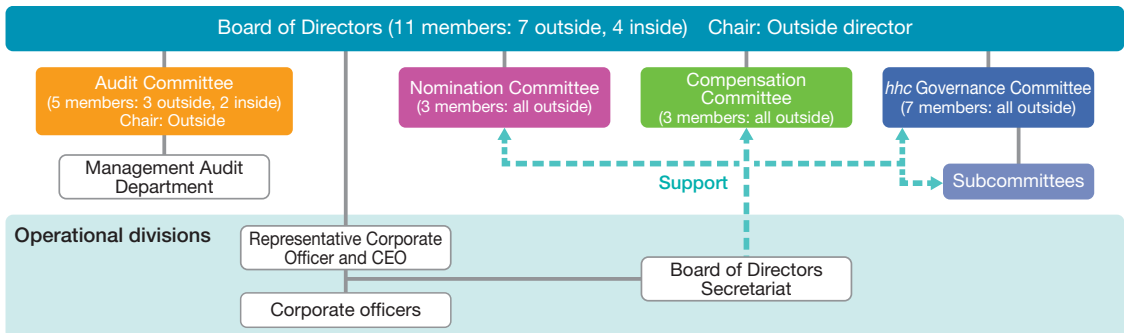 Board of Directors (11 members: 7 outside, 4 inside) Chair: Outside director
Audit Committee
(5 members: 3 outside, 2 inside)
Chair: Outside
Nomination Committee
(3 members: all outside)
Compensation
Committee
(3 members: all outside)
hhc Governance Committee
(7 members: all outside)
Management Audit
Department
Support
Subcommittees
Operational divisions
Representative Corporate
Officer and CEO
Board of Directors
Secretariat
Corporate officers